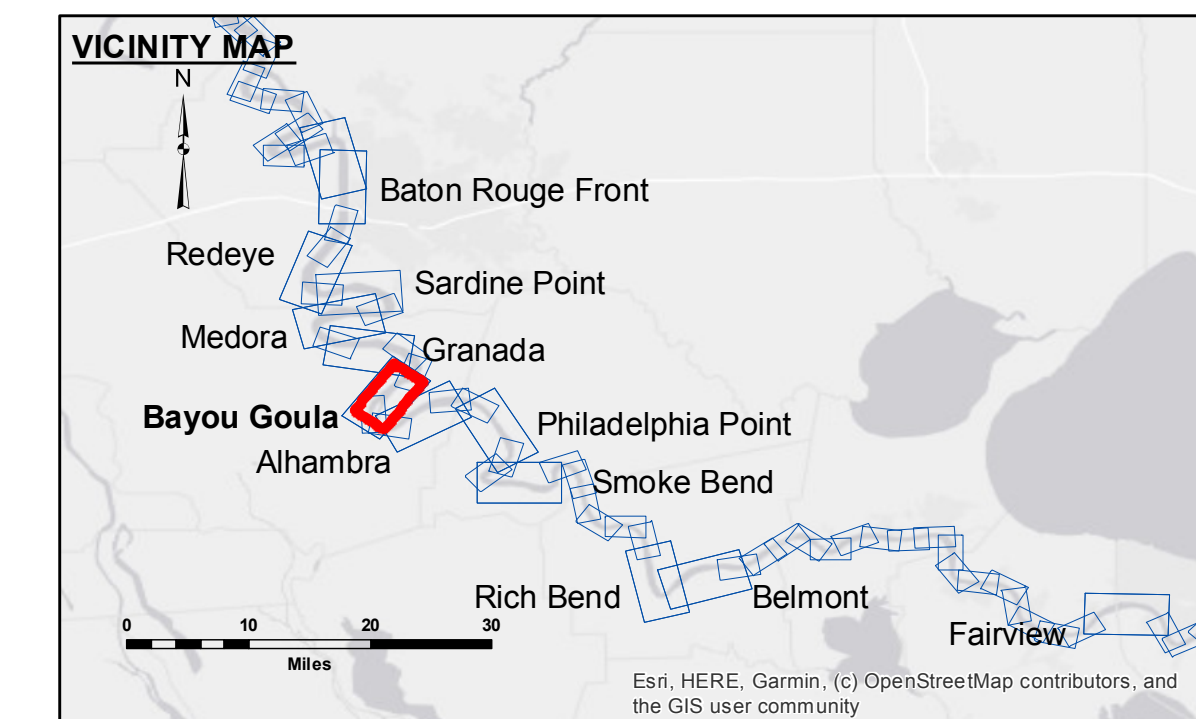 VICINITY MAP
N
Baton Rouge Front
Redeye
Sardine Point
Medora
Granada
Bayou Goula
Philadelphia Point
Alhambra
Smoke Bend
Rich Bend
Belmont
Fairview
0 10 20 30
Miles
Esri, HERE, Garmin, (c) OpenStreetMap contributors, and
the GIS user community